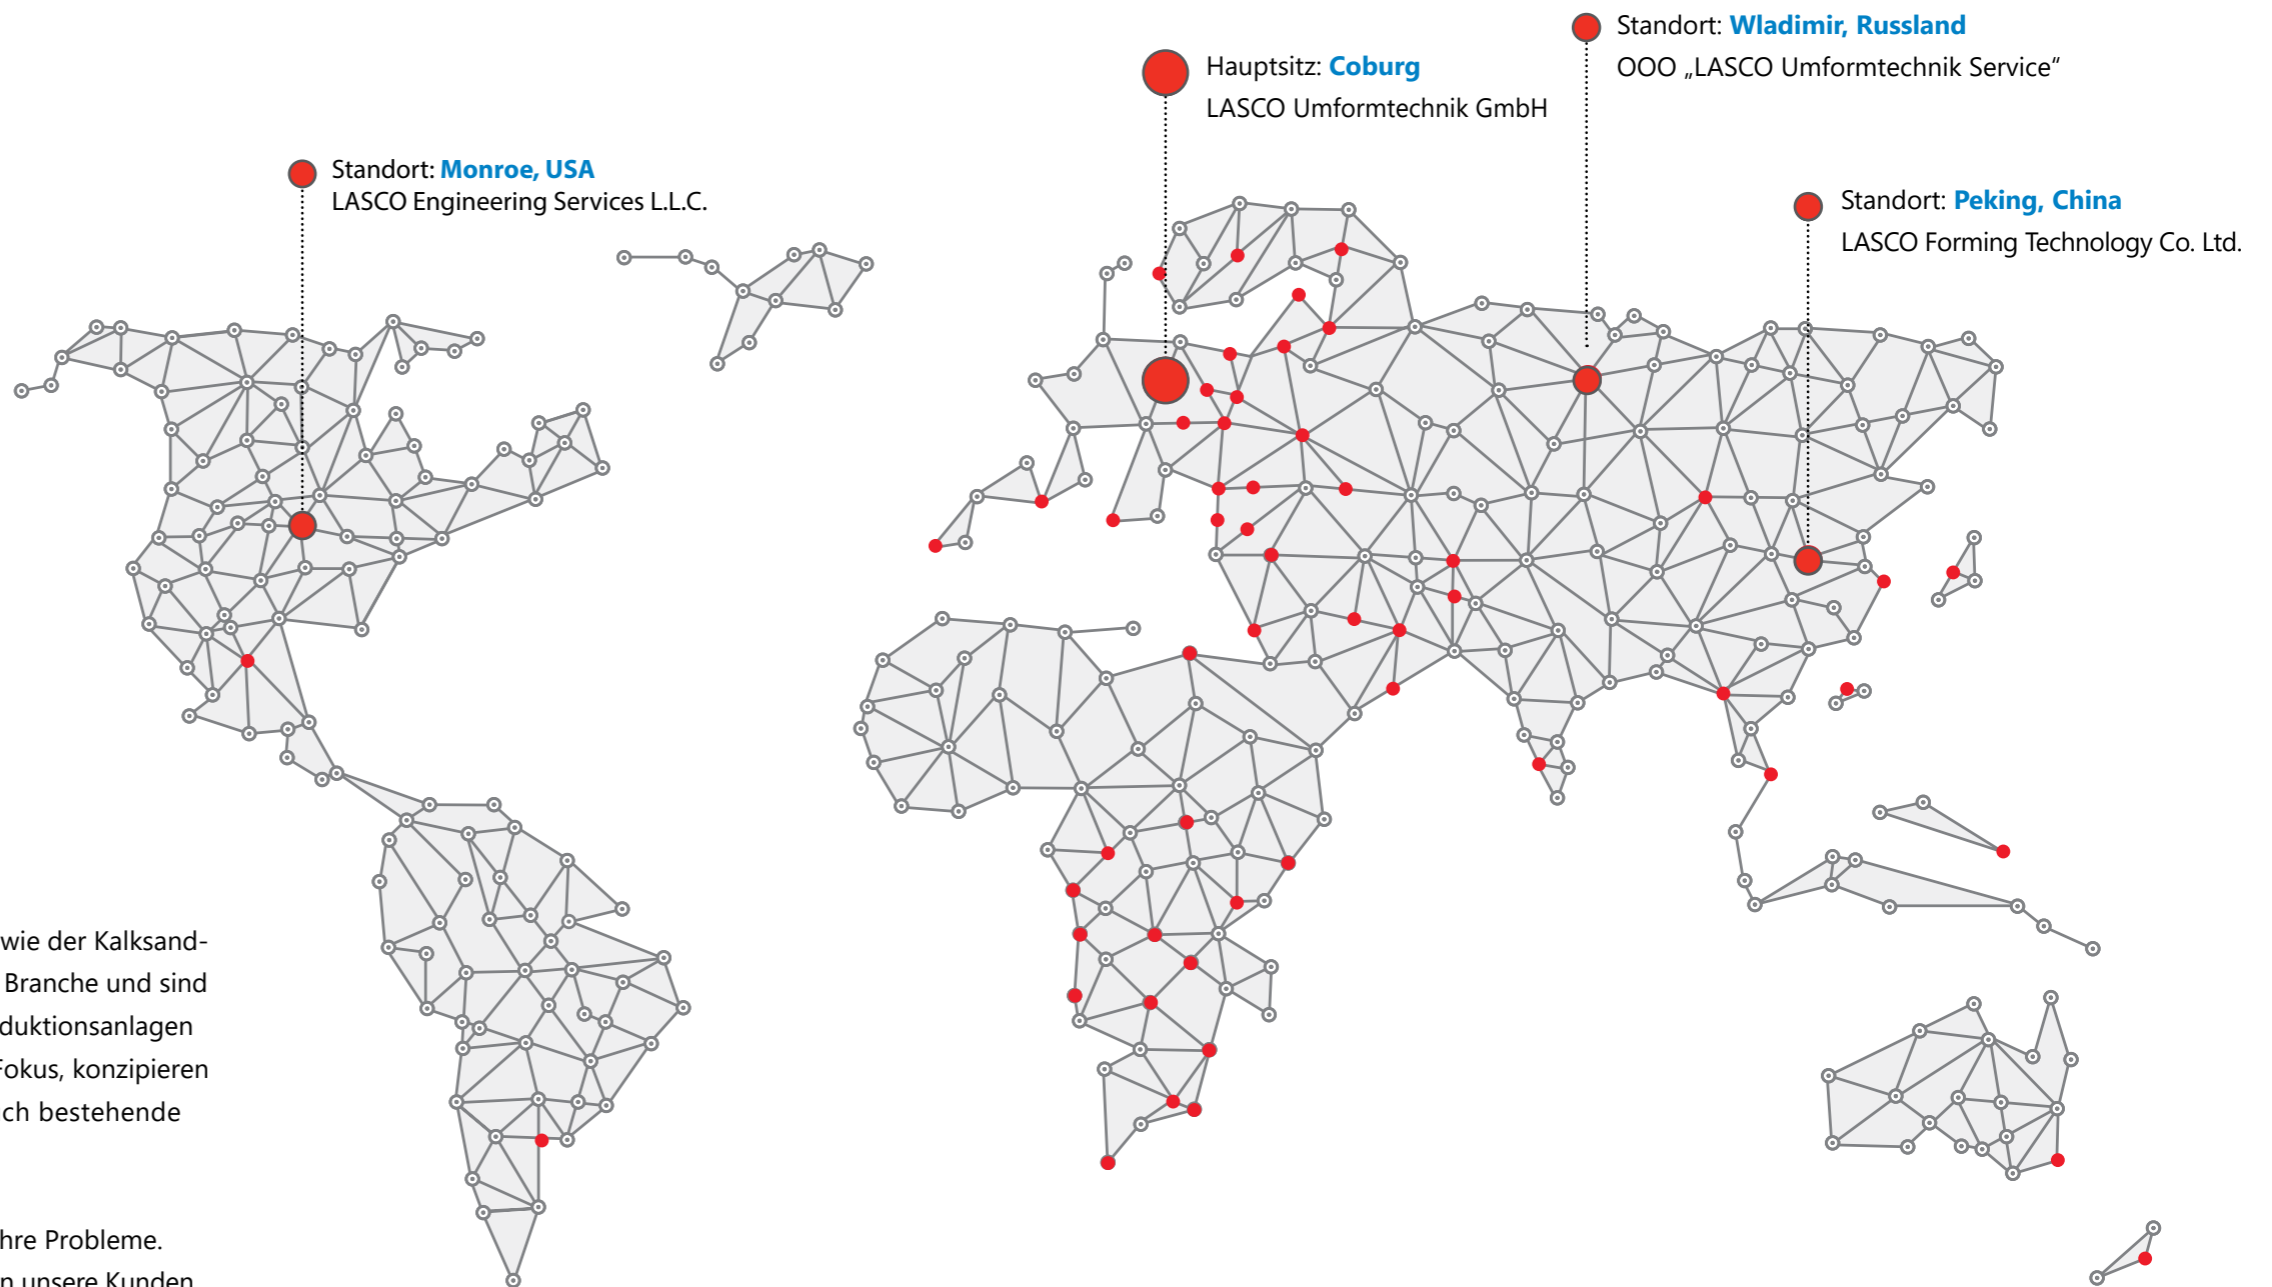 Standort: Wladimir, Russland
OOO „LASCO Umformtechnik Service“
Hauptsitz: Coburg
LASCO Umformtechnik GmbH
Standort: Monroe, USA
LASCO Engineering Services L.L.C.
Standort: Peking, China
LASCO Forming Technology Co. Ltd.
wie der Kalksand-
Branche und sind
duktionsanlagen
Fokus, konzipieren
ch bestehende
hre Probleme.
n unsere Kunden